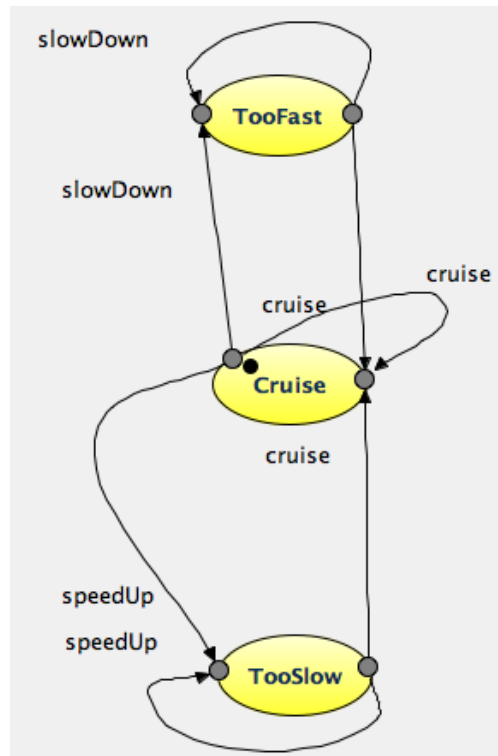 slowDown
TooFast
slowDown
cruise
cruise
Cruise
cruise
speedUp
speedUp
TooSlow